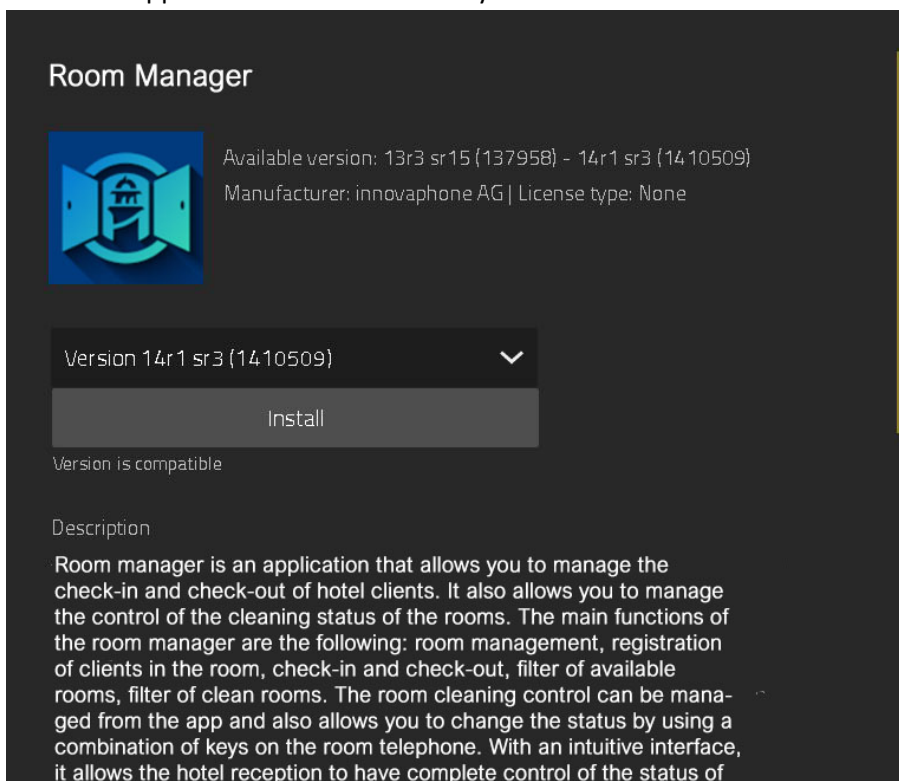 Room Manager
Available version: 13r3 sr15 (137958) - 14r1 sr3 (1410509)
Manufacturer: innovaphone AG | License type: None
Version 14r1 sr3 (1410509)
Install
Version is compatible
Description
Room manager is an application that allows you to manage the
check-in and check-out of hotel clients. It also allows you to manage
the control of the cleaning status of the rooms. The main functions of
the room manager are the following: room management, registration
of clients in the room, check-in and check-out, filter of available
rooms, filter of clean rooms. The room cleaning control can be mana-
ged from the app and also allows you to change the status by using a
combination of keys on the room telephone. With an intuitive interface,
it allows the hotel reception to have complete control of the status of